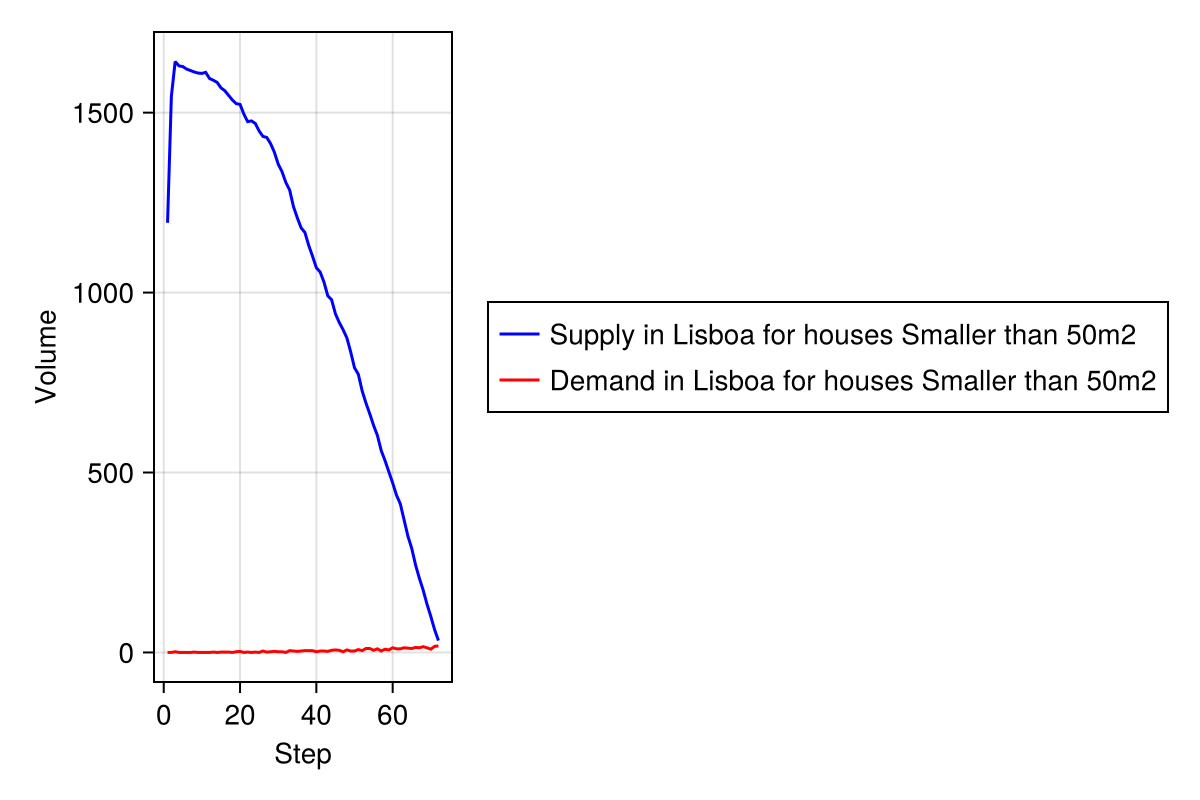 1500
1000
500
0
Volume
0 20 40 60
Step
Supply in Lisboa for houses Smaller than 50m2
Demand in Lisboa for houses Smaller than 50m2